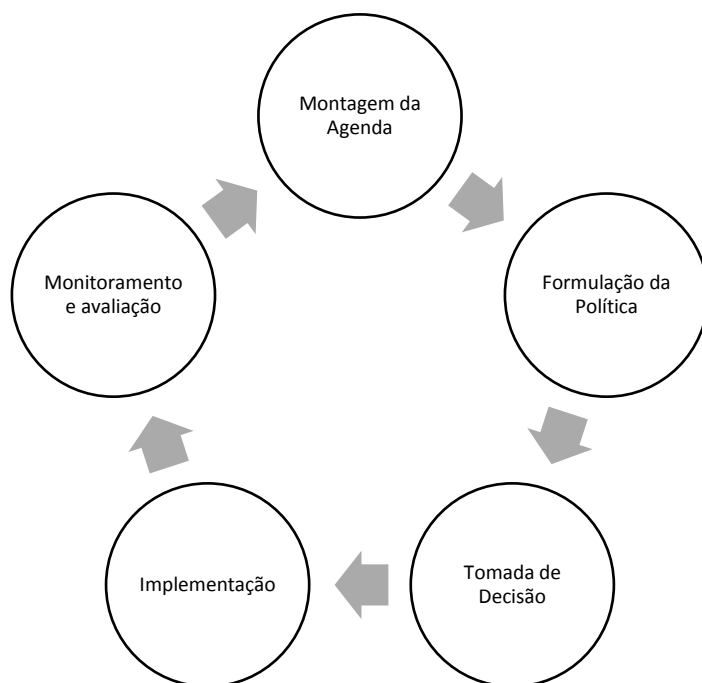 Montagem da
Agenda
Formulação da
Política
Tomada de
Decisão
Implementação
Monitoramento
e avaliação